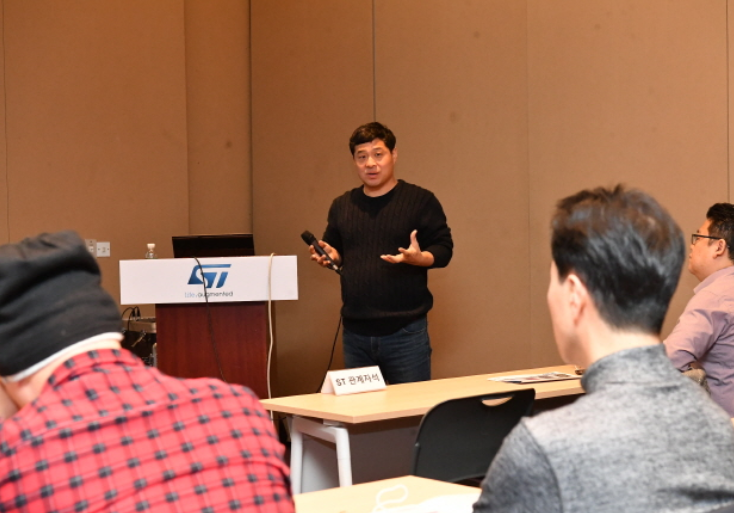 ST
life.augmented
ST 관계자석